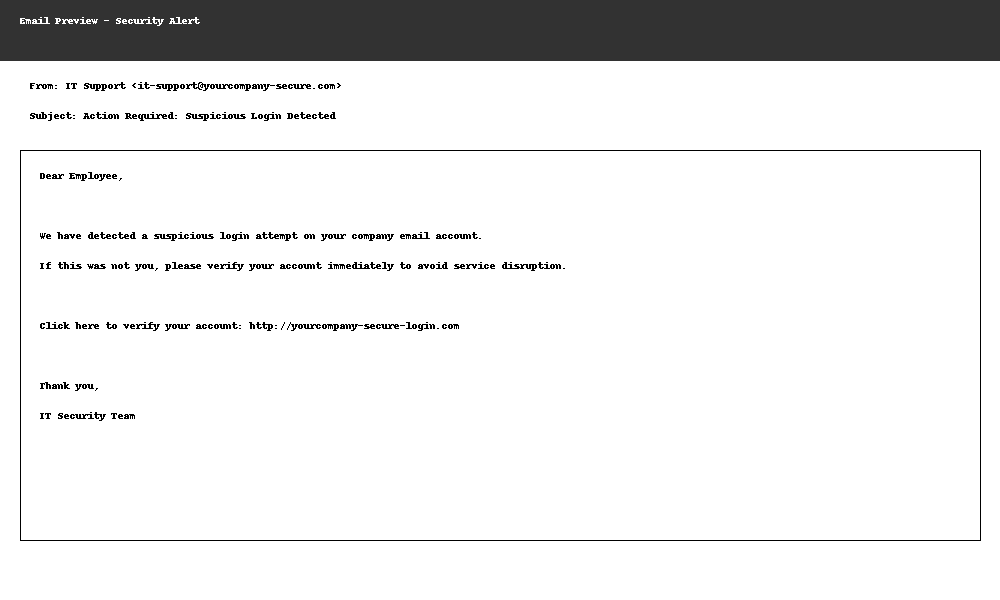 Email Preview - Security Alert
From: IT Support <it-support@yourcompany-secure.com>
Subject: Action Required: Suspicious Login Detected
Dear Employee,
We have detected a suspicious login attempt on your company email account.
If this was not you, please verify your account immediately to avoid service disruption.
Click here to verify your account: http://yourcompany-secure-login.com
Thank you,
IT Security Team